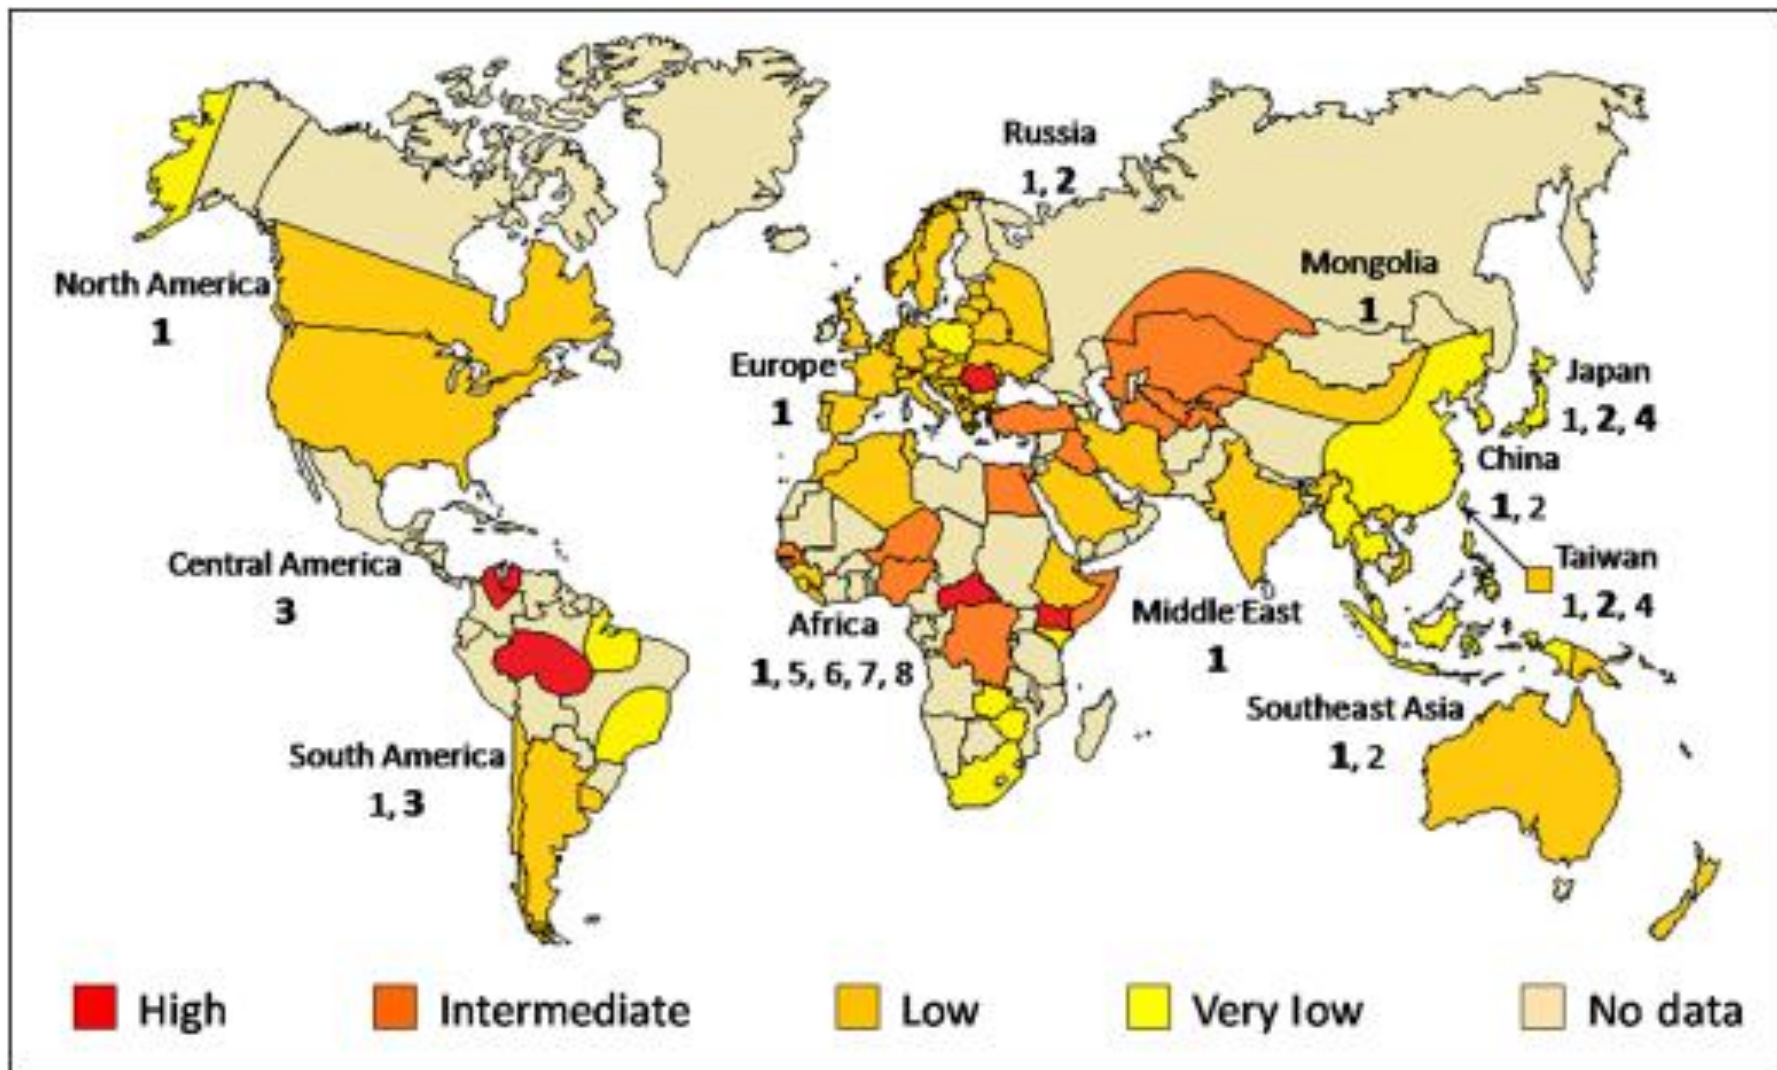 Russia
1, 2
North America
1
Mongolia
1
Europe
1
Japan
1, 2, 4
China
1, 2
Central America
3
Taiwan
1, 2, 4
Africa
1, 5, 6, 7, 8
Middle East
1
South America
1, 3
Southeast Asia
1, 2
High
Intermediate
Low
Very low
No data